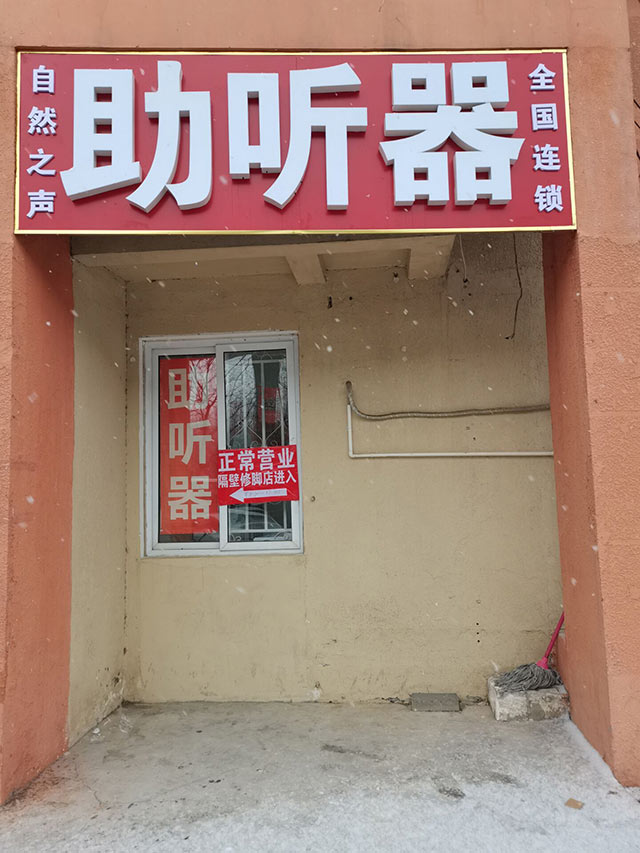 自然之声
助听器
全国连锁
助听器
正常营业
隔壁修脚店进入